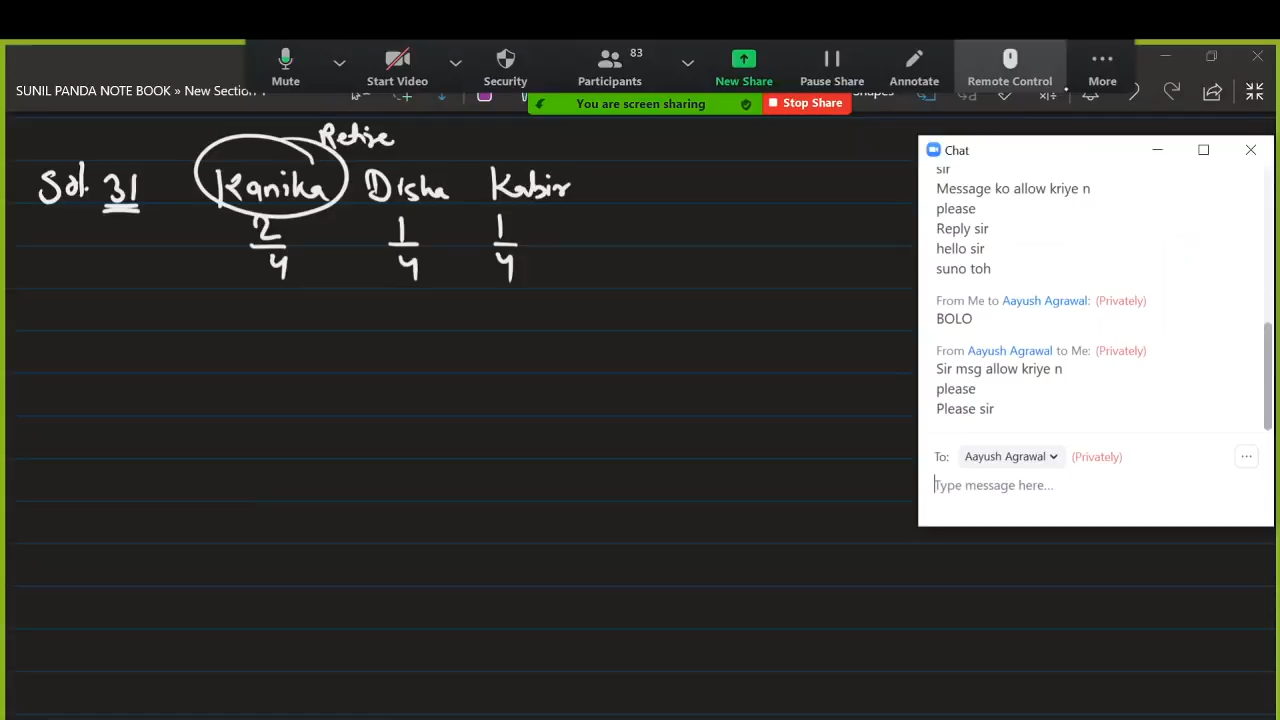 83
Mute
Start Video
Security
Participants
New Share
Pause Share
Annotate
Remote Control
More
SUNIL PANDA NOTE BOOK » New Section 1
You are screen sharing
Stop Share
Retire
Sol. 31 Kanika Disha Kabir
2/4 1/4 1/4
Chat
sir
Message ko allow kriye n
please
Reply sir
hello sir
suno toh
From Me to Aayush Agrawal: (Privately)
BOLO
From Aayush Agrawal to Me: (Privately)
Sir msg allow kriye n
please
Please sir
To: Aayush Agrawal (Privately)
Type message here...